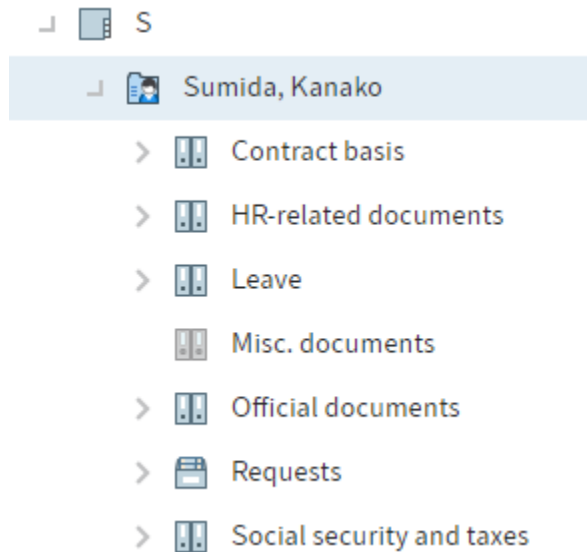 S
Sumida, Kanako
Contract basis
HR-related documents
Leave
Misc. documents
Official documents
Requests
Social security and taxes